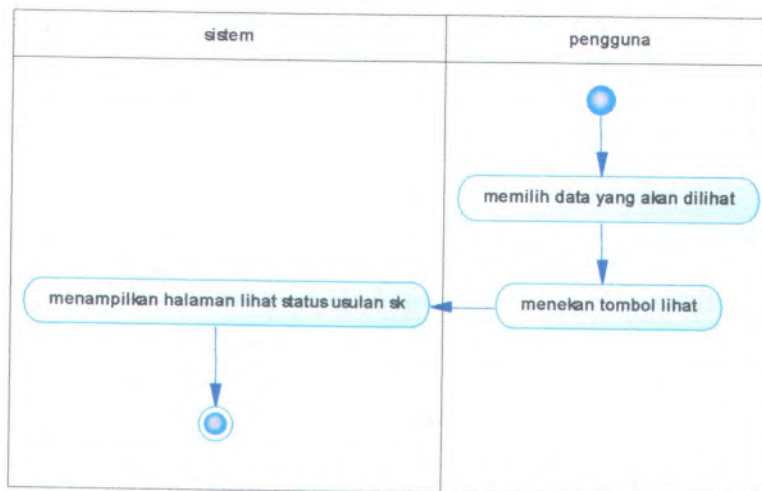 sistem
pengguna
memilih data yang akan dilihat
menekan tombol lihat
menampilkan halaman lihat status usulan sk